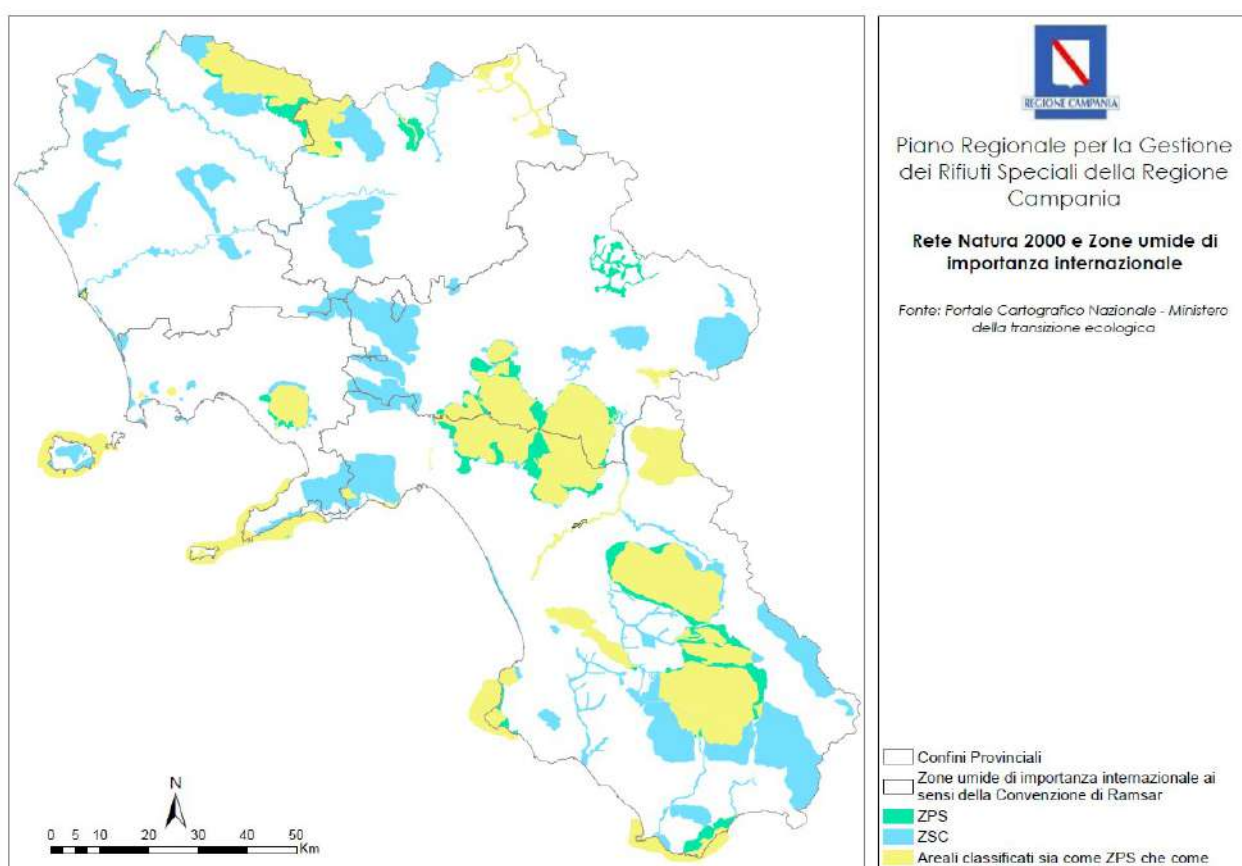 N
0 5 10 20 30 40 50
Km
REGIONE CAMPANIA
Piano Regionale per la Gestione
dei Rifiuti Speciali della Regione
Campania
Rete Natura 2000 e Zone umide di
importanza internazionale
Fonte: Portale Cartografico Nazionale - Ministero
della transizione ecologica
Confini Provinciali
Zone umide di importanza internazionale ai
sensi della Convenzione di Ramsar
ZPS
ZSC
Areali classificati sia come ZPS che come